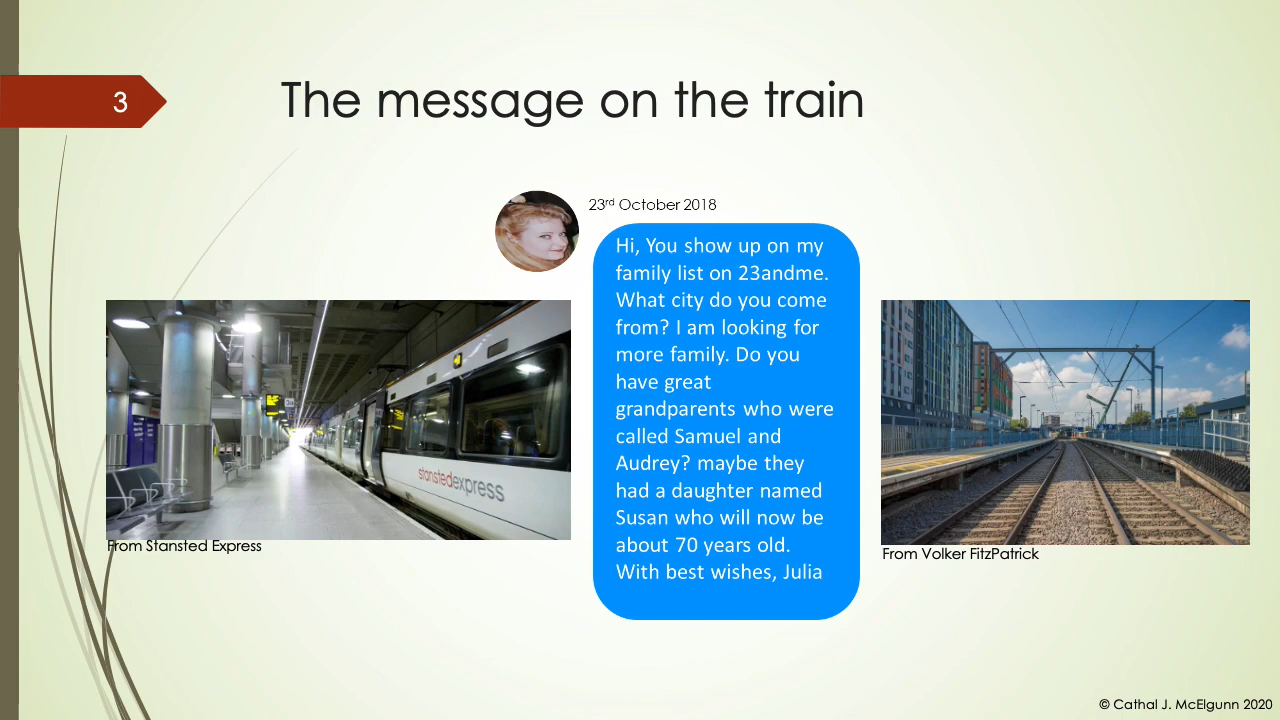 3
The message on the train
23rd October 2018
Hi, You show up on my
family list on 23andme.
What city do you come
from? I am looking for
more family. Do you
have great
grandparents who were
called Samuel and
Audrey? maybe they
had a daughter named
Susan who will now be
about 70 years old.
With best wishes, Julia
stanstedexpress
From Stansted Express
From Volker FitzPatrick
© Cathal J. McElgunn 2020